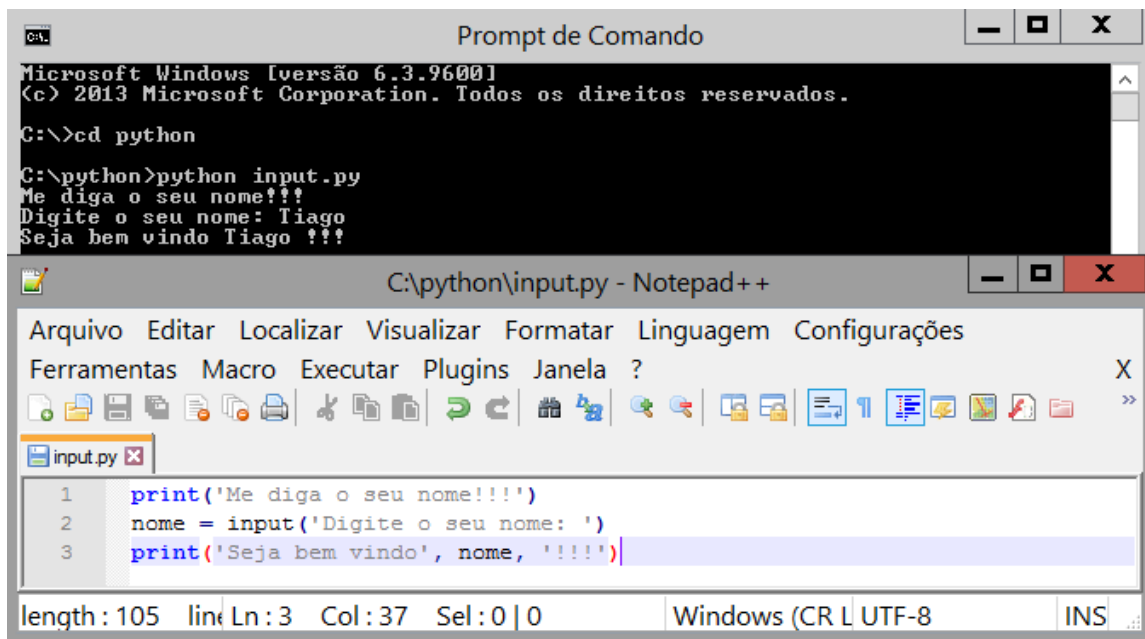 Prompt de Comando
Microsoft Windows [versão 6.3.9600]
(c) 2013 Microsoft Corporation. Todos os direitos reservados.
C:\>cd python
C:\python>python input.py
Me diga o seu nome!!!
Digite o seu nome: Tiago
Seja bem vindo Tiago !!!
C:\python\input.py - Notepad++
Arquivo Editar Localizar Visualizar Formatar Linguagem Configurações
Ferramentas Macro Executar Plugins Janela ? X
input.py
1 print('Me diga o seu nome!!!')
2 nome = input('Digite o seu nome: ')
3 print('Seja bem vindo', nome, '!!!')
length : 105 line Ln : 3 Col : 37 Sel : 0 | 0 Windows (CR L UTF-8 INS